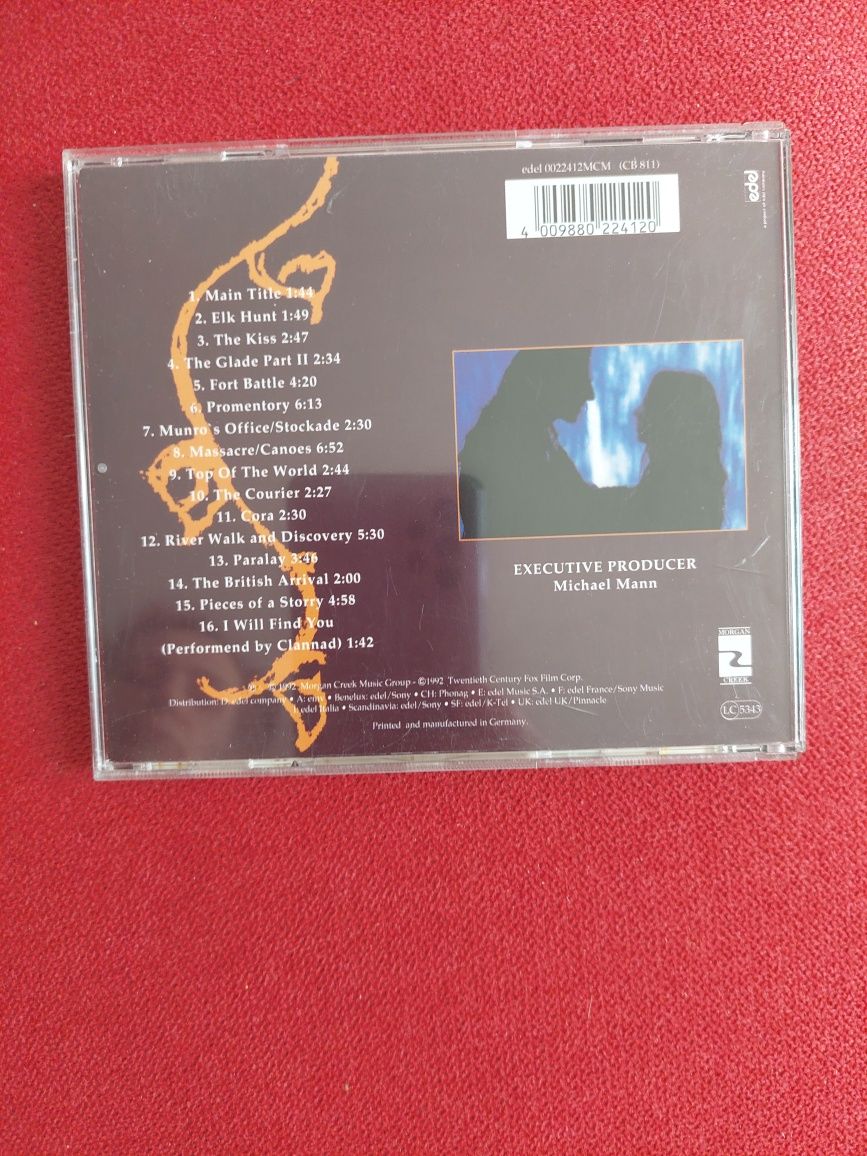 edel 0022412MCM (CB 811)
4 009880 224120
edel
1. Main Title 1:44
2. Elk Hunt 1:49
3. The Kiss 2:47
4. The Glade Part II 2:34
5. Fort Battle 4:20
6. Promentory 6:13
7. Munro`s Office/Stockade 2:30
8. Massacre/Canoes 6:52
9. Top Of The World 2:44
10. The Courier 2:27
11. Cora 2:30
12. River Walk and Discovery 5:30
13. Paralay 3:46
14. The British Arrival 2:00
15. Pieces of a Storry 4:58
16. I Will Find You
(Performend by Clannad) 1:42
EXECUTIVE PRODUCER
Michael Mann
MORGAN
CREEK
1992 Morgan Creek Music Group - ©1992 Twentieth Century Fox Film Corp.
Distribution: D: edel company • A: emv • Benelux: edel/Sony • CH: Phonag • E: edel Music S.A. • F: edel France/Sony Music
edel Italia • Scandinavia: edel/Sony • SF: edel/K-Tel • UK: edel UK/Pinnacle
Printed and manufactured in Germany.
LC 5343